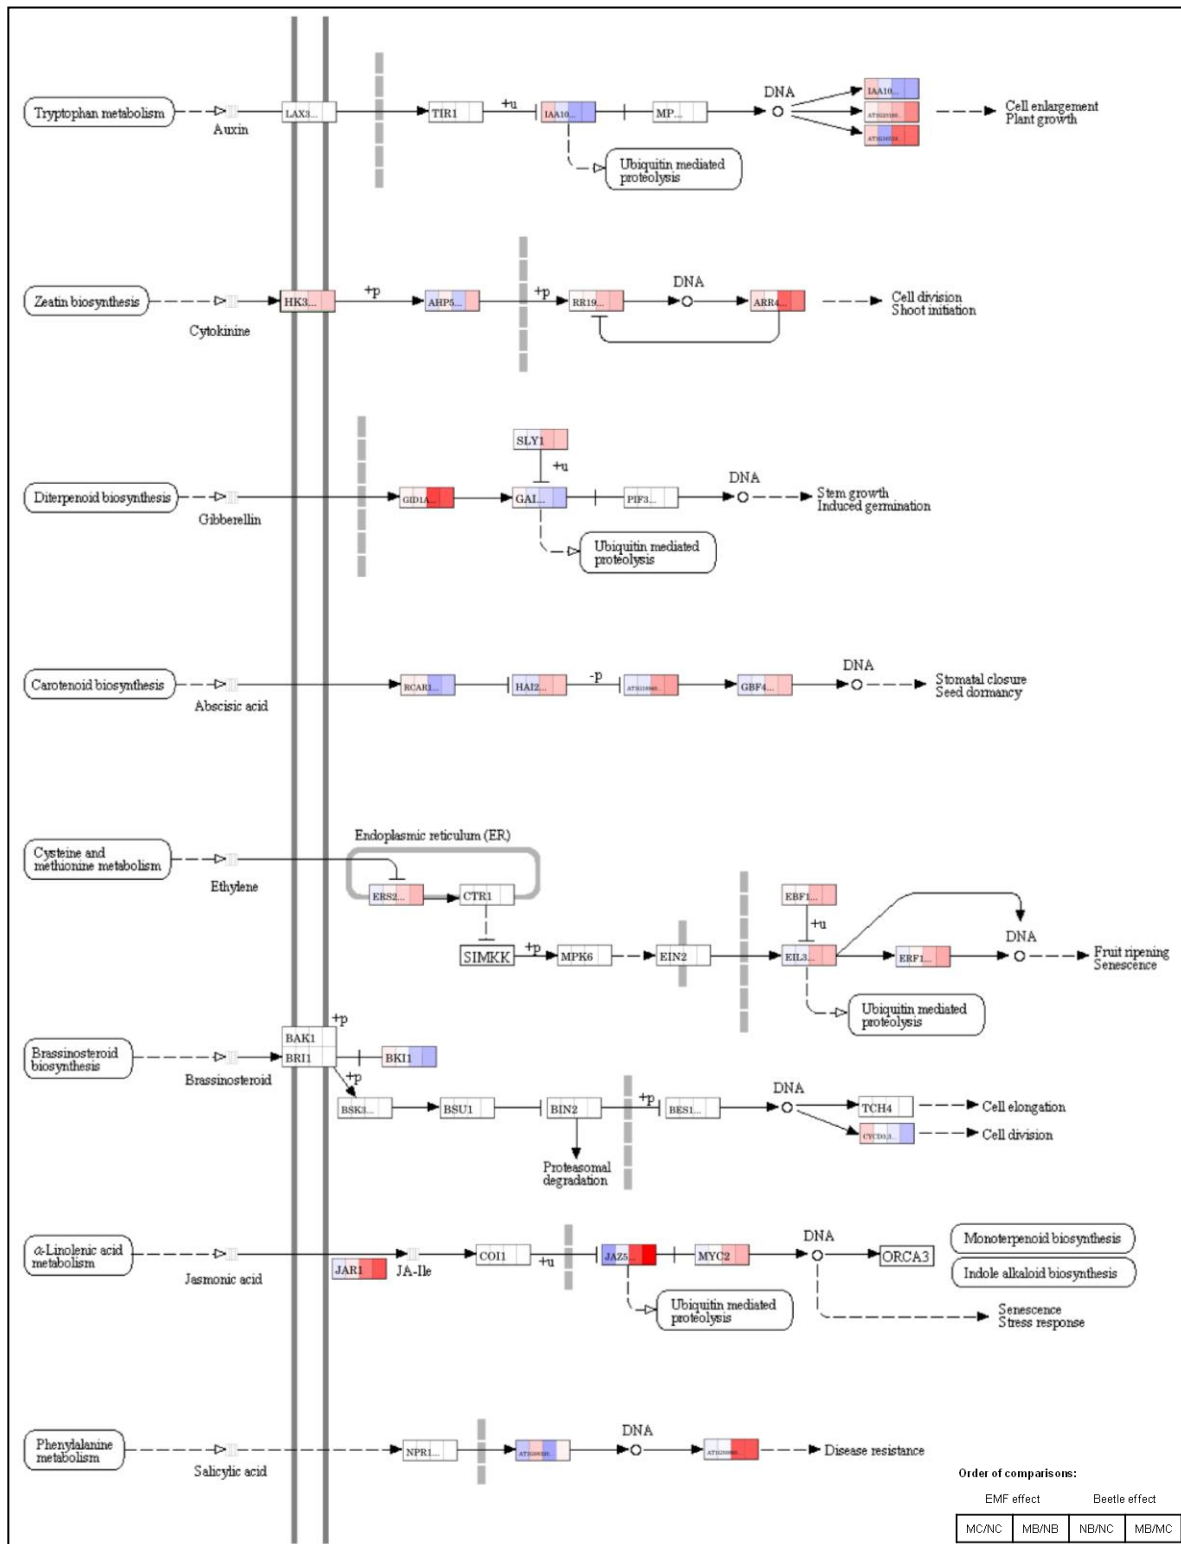 Tryptophan metabolism
Auxin
LAX3...
TIR1
+u
IAA10...
MP...
DNA
IAA10...
Cell enlargement
Plant growth
Ubiquitin mediated
proteolysis
Zeatin biosynthesis
Cytokinine
HK3...
+p
AHP5...
+p
RR19...
DNA
ARR4...
Cell division
Shoot initiation
SLY1
+u
Diterpenoid biosynthesis
Gibberellin
GID1A...
GAI...
PIF3...
DNA
Stem growth
Induced germination
Ubiquitin mediated
proteolysis
Carotenoid biosynthesis
Abscisic acid
RCAR1...
HAI2...
-p
GBF4...
DNA
Stomatal closure
Seed dormancy
Endoplasmic reticulum (ER)
Cysteine and
methionine metabolism
Ethylene
ERS2...
CTR1
SIMKK
+p
MPK6
EIN2
EBF1...
+u
EIL3...
ERF1...
DNA
Fruit ripening
Senescence
Ubiquitin mediated
proteolysis
Brassinosteroid
biosynthesis
Brassinosteroid
BAK1
BRI1
+p
BKI1
+p
BSK3...
BSU1
BIN2
+p
BES1...
DNA
TCH4
Cell elongation
CYCD3;3...
Cell division
Proteasomal
degradation
α-Linolenic acid
metabolism
Jasmonic acid
JAR1
JA-Ile
COI1
+u
JAZ5...
MYC2
DNA
ORCA3
Monoterpenoid biosynthesis
Indole alkaloid biosynthesis
Ubiquitin mediated
proteolysis
Senescence
Stress response
Phenylalanine
metabolism
Salicylic acid
NPR1...
DNA
Disease resistance
Order of comparisons:
EMF effect Beetle effect
MC/NC MB/NB NB/NC MB/MC